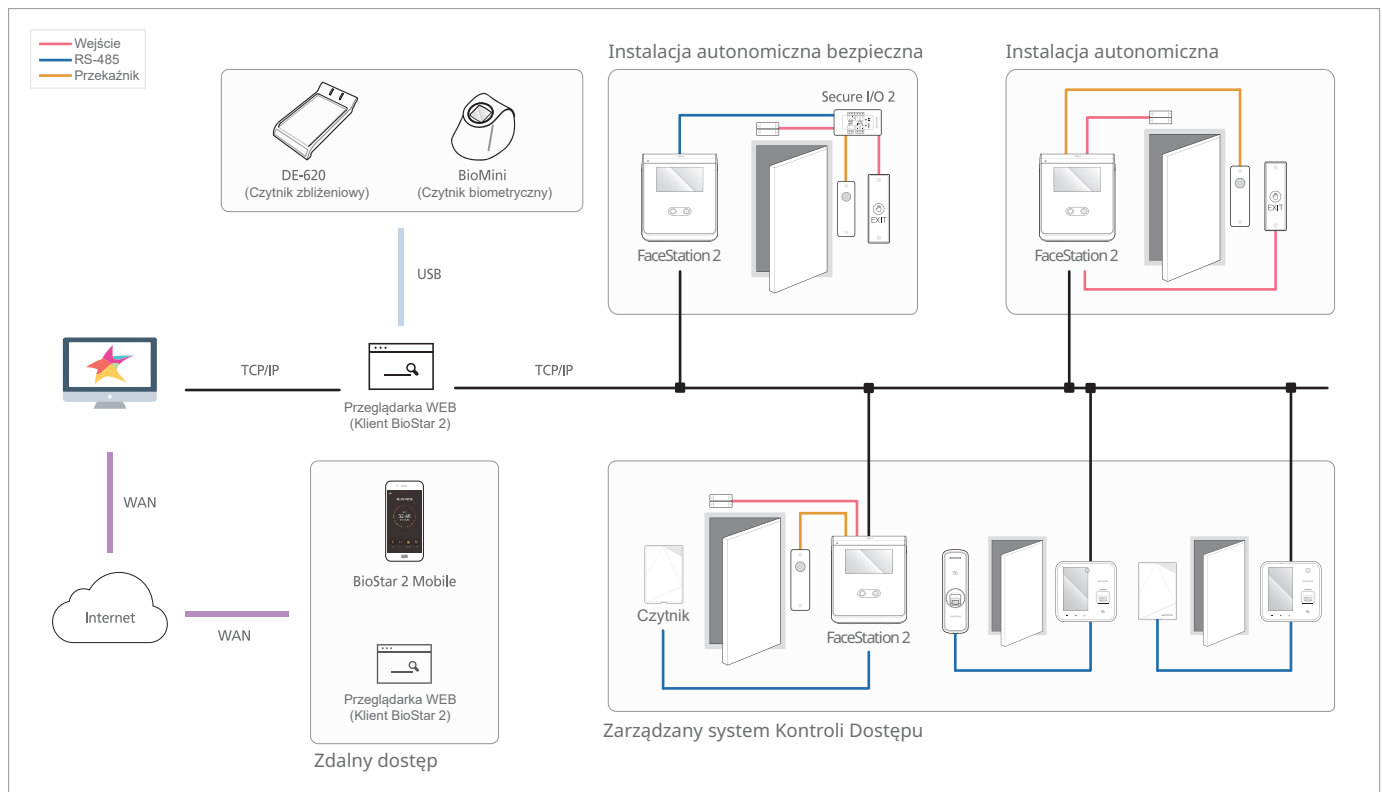 Wejście
RS-485
Przekaźnik
Instalacja autonomiczna bezpieczna
Instalacja autonomiczna
DE-620
(Czytnik zbliżeniowy)
BioMini
(Czytnik biometryczny)
Secure I/O 2
EXIT
FaceStation 2
EXIT
FaceStation 2
USB
TCP/IP
TCP/IP
Przeglądarka WEB
(Klient BioStar 2)
WAN
Internet
WAN
BioStar 2 Mobile
Przeglądarka WEB
(Klient BioStar 2)
Zdalny dostęp
Czytnik
FaceStation 2
Zarządzany system Kontroli Dostępu